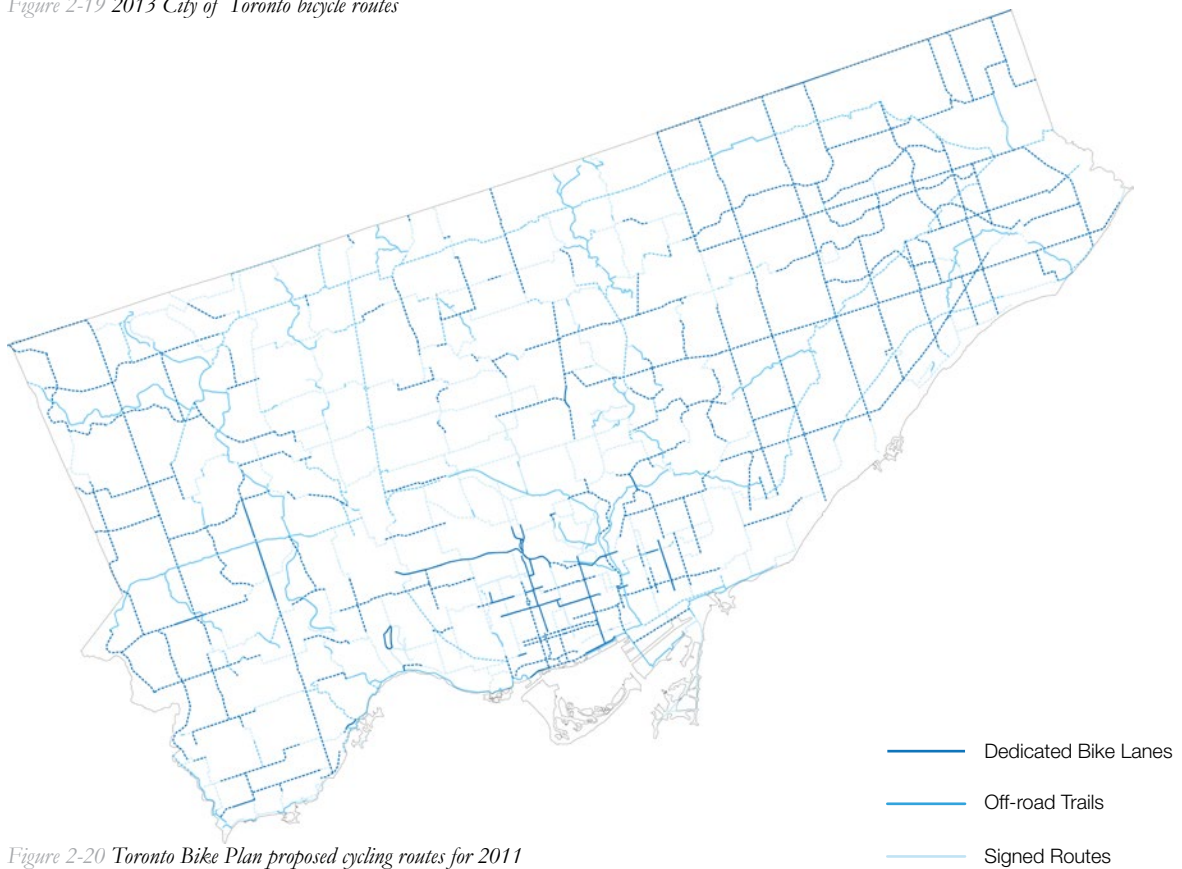 Figure 2-19 2013 City of Toronto bicycle routes
Dedicated Bike Lanes
Off-road Trails
Signed Routes
Figure 2-20 Toronto Bike Plan proposed cycling routes for 2011